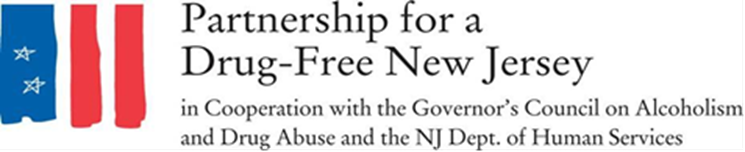 Partnership for a
Drug-Free New Jersey
in Cooperation with the Governor's Council on Alcoholism
and Drug Abuse and the NJ Dept. of Human Services